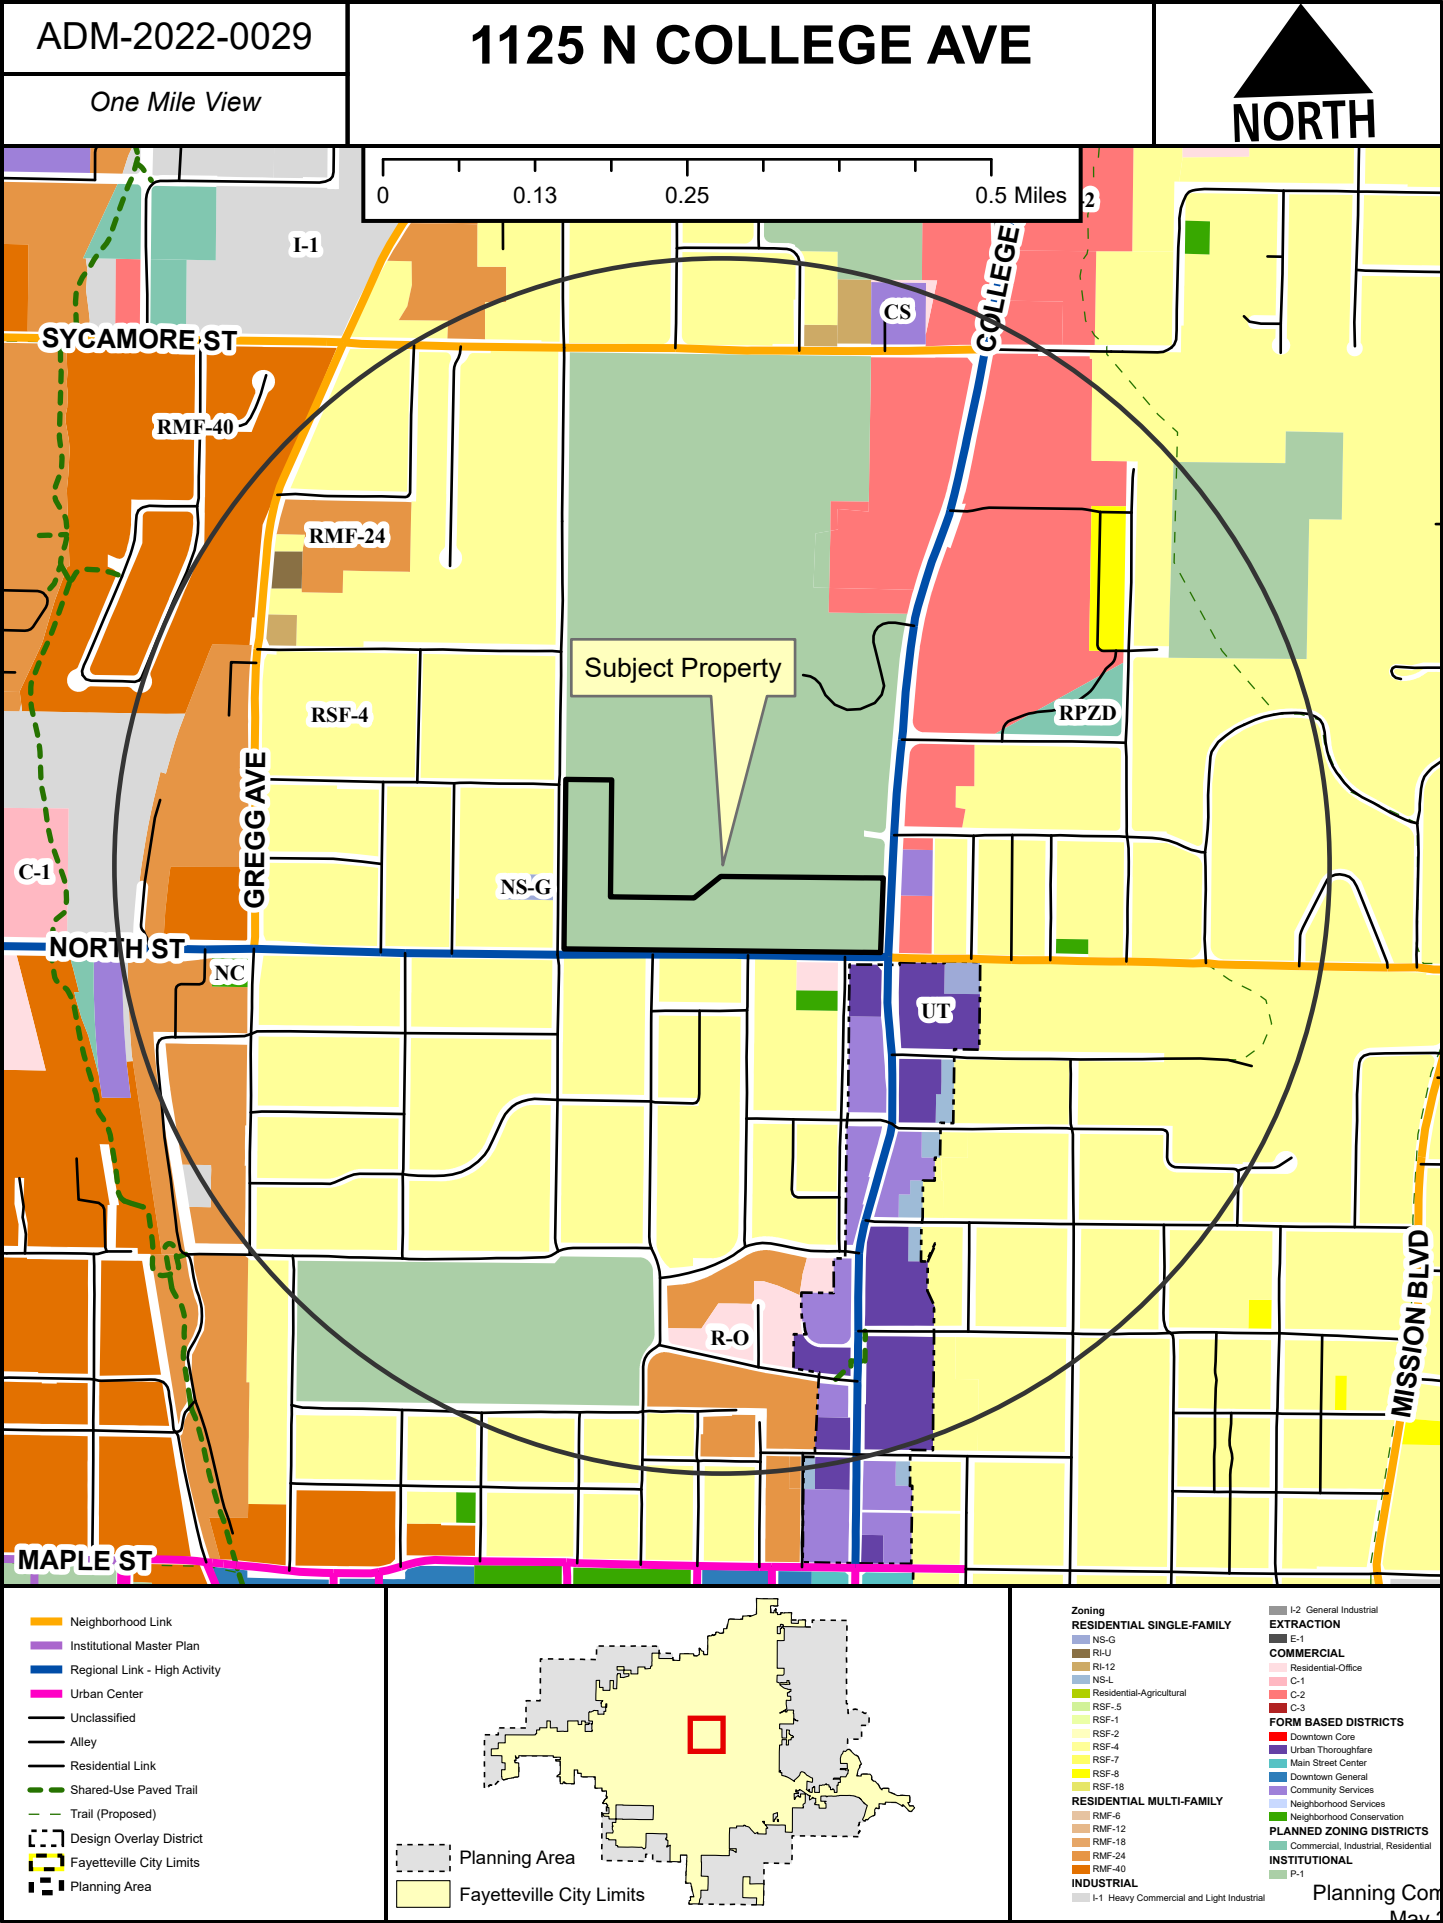 ADM-2022-0029
One Mile View
1125 N COLLEGE AVE
NORTH
0 0.13 0.25 0.5 Miles
-2
I-1
CS
COLLEGE
SYCAMORE ST
RMF-40
RMF-24
Subject Property
RSF-4
RPZD
GREGG AVE
C-1
NS-G
NORTH ST
NC
UT
R-O
MISSION BLVD
MAPLE ST
Neighborhood Link
Institutional Master Plan
Regional Link - High Activity
Urban Center
Unclassified
Alley
Residential Link
Shared-Use Paved Trail
Trail (Proposed)
Design Overlay District
Fayetteville City Limits
Planning Area
Planning Area
Fayetteville City Limits
Zoning
RESIDENTIAL SINGLE-FAMILY
NS-G
RI-U
RI-12
NS-L
Residential-Agricultural
RSF-.5
RSF-1
RSF-2
RSF-4
RSF-7
RSF-8
RSF-18
RESIDENTIAL MULTI-FAMILY
RMF-6
RMF-12
RMF-18
RMF-24
RMF-40
INDUSTRIAL
I-1 Heavy Commercial and Light Industrial
I-2 General Industrial
EXTRACTION
E-1
COMMERCIAL
Residential-Office
C-1
C-2
C-3
FORM BASED DISTRICTS
Downtown Core
Urban Thoroughfare
Main Street Center
Downtown General
Community Services
Neighborhood Services
Neighborhood Conservation
PLANNED ZONING DISTRICTS
Commercial, Industrial, Residential
INSTITUTIONAL
P-1
Planning Com
May